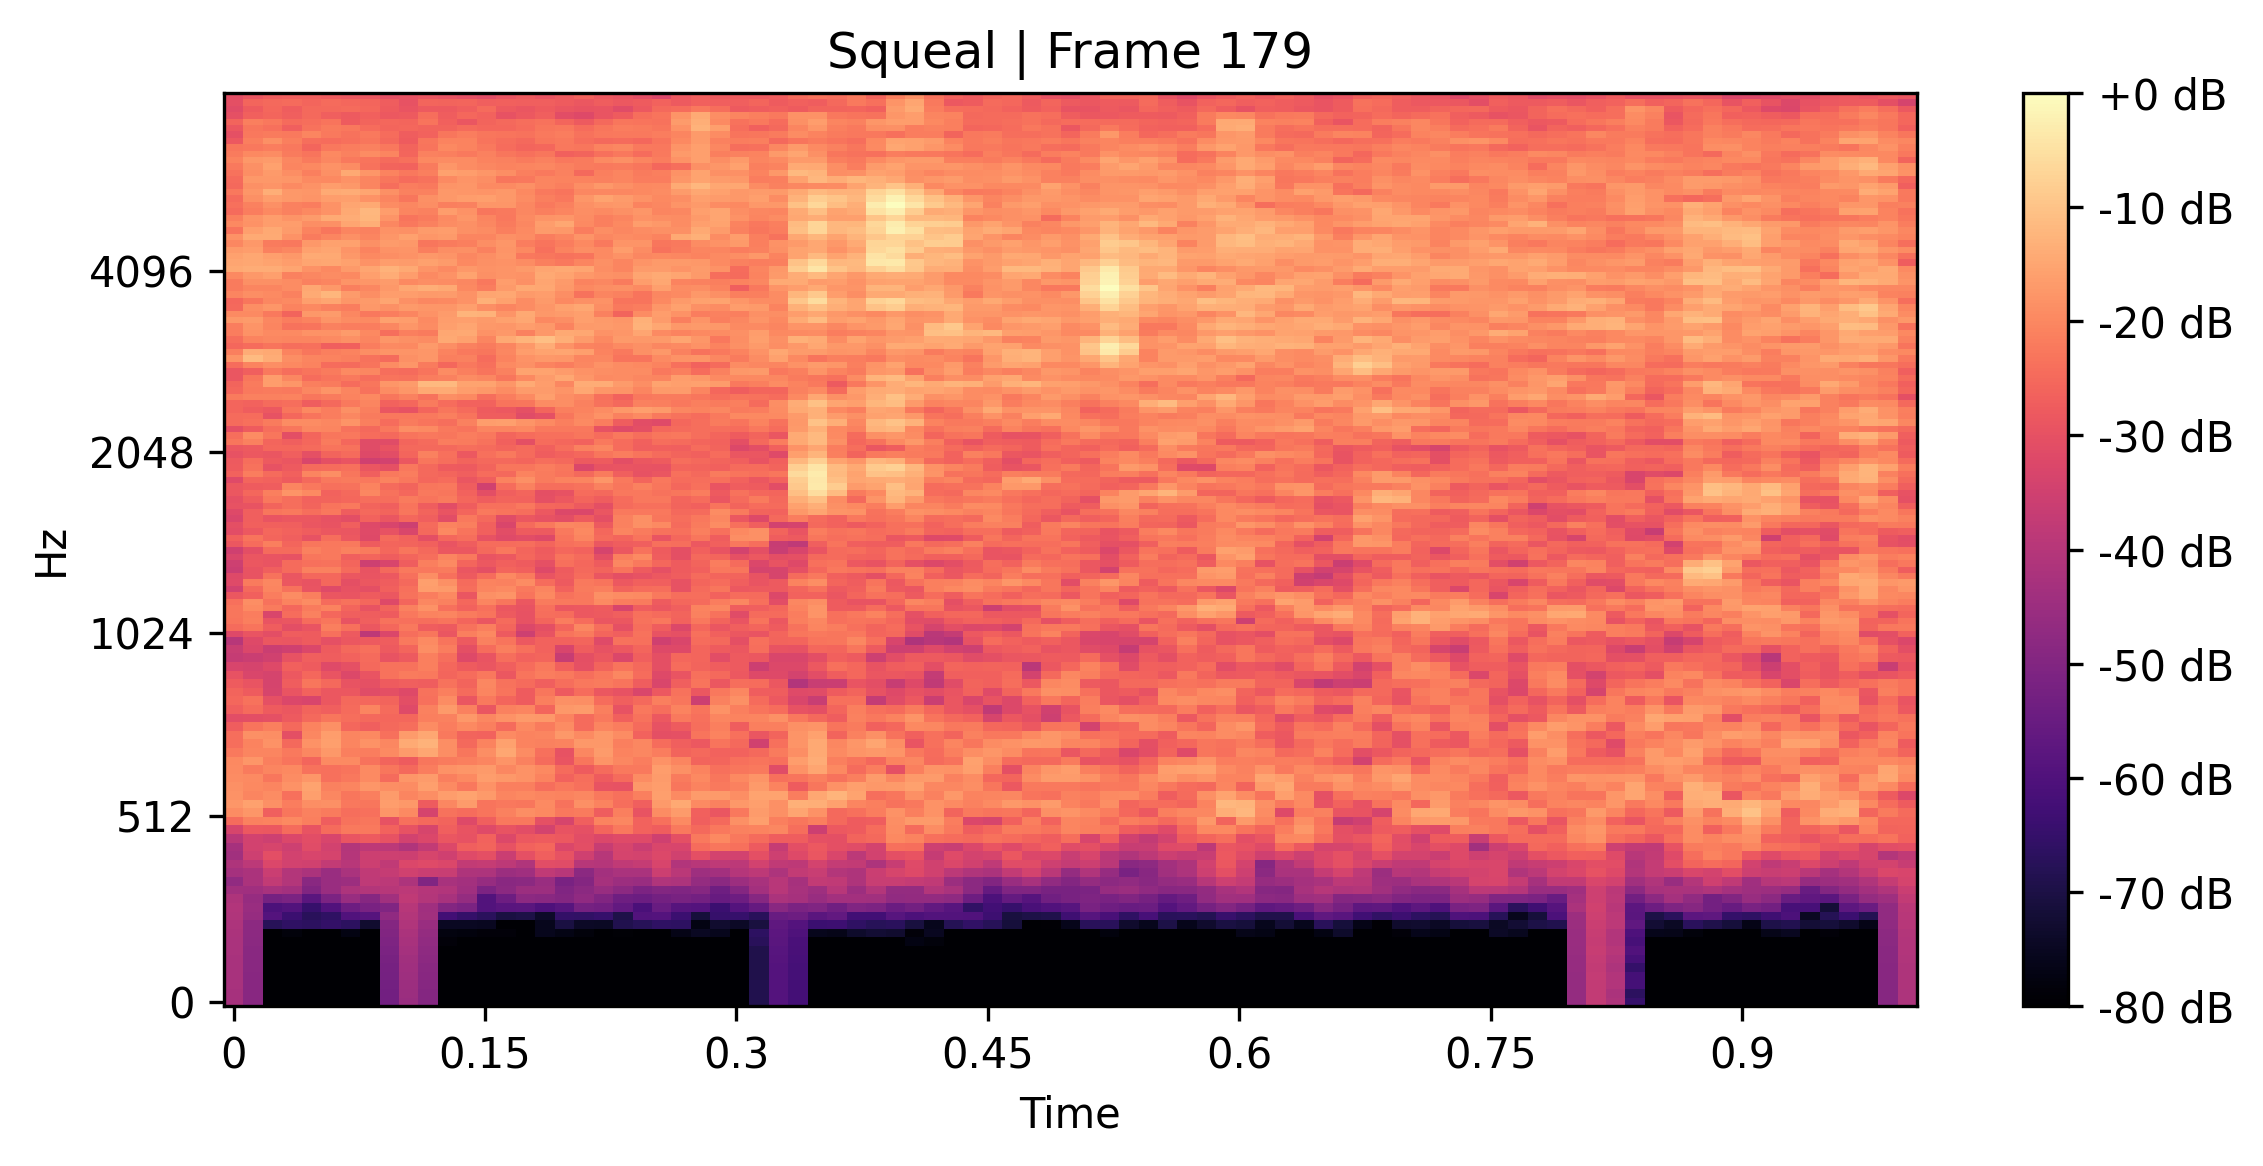 Squeal | Frame 179
+0 dB
-10 dB
-20 dB
-30 dB
-40 dB
-50 dB
-60 dB
-70 dB
-80 dB
4096
2048
1024
512
0
Hz
0 0.15 0.3 0.45 0.6 0.75 0.9
Time